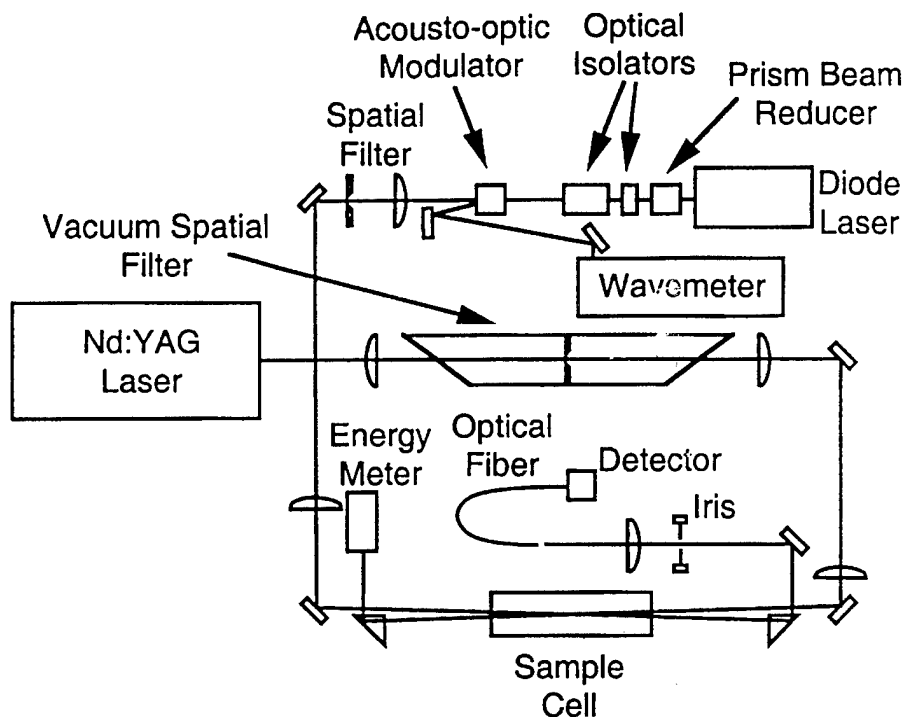 Acousto-optic
Modulator
Optical
Isolators
Prism Beam
Reducer
Spatial
Filter
Diode
Laser
Vacuum Spatial
Filter
Wavemeter
Nd:YAG
Laser
Energy
Meter
Optical
Fiber
Detector
Iris
Sample
Cell